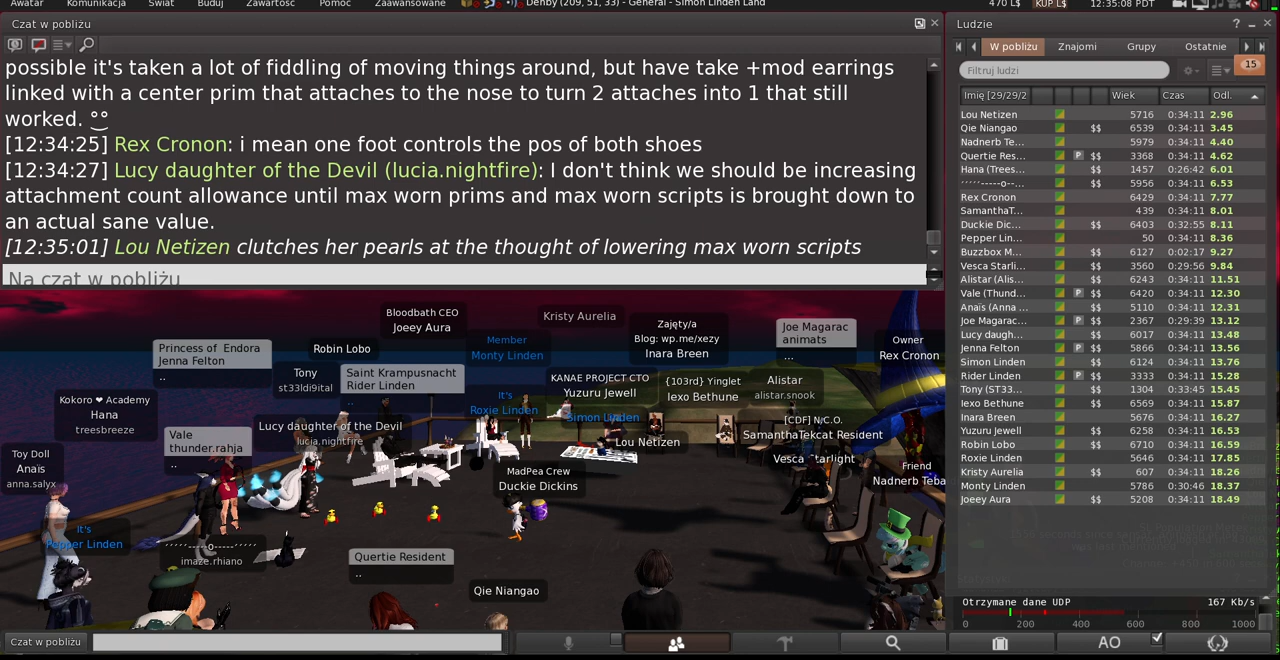 Awatar Komunikacja Świat Buduj Zawartość Pomoc Zaawansowane Denby (209, 51, 33) - General - Simon Linden Land 470 L$ KUP L$ 12:35:08 PDT
Czat w pobliżu
possible it's taken a lot of fiddling of moving things around, but have take +mod earrings
linked with a center prim that attaches to the nose to turn 2 attaches into 1 that still
worked.
[12:34:25] Rex Cronon: i mean one foot controls the pos of both shoes
[12:34:27] Lucy daughter of the Devil (lucia.nightfire): I don't think we should be increasing
attachment count allowance until max worn prims and max worn scripts is brought down to
an actual sane value.
[12:35:01] Lou Netizen clutches her pearls at the thought of lowering max worn scripts
Na czat w pobliżu
Bloodbath CEO
Joeey Aura
Kristy Aurelia
Zajęty/a
Blog: wp.me/xezy
Inara Breen
Joe Magarac
animats
...
Owner
Rex Cronon
Princess of Endora
Jenna Felton
..
Robin Lobo
Member
Monty Linden
Tony
st33ldi9ital
Saint Krampusnacht
Rider Linden
..
KANAE PROJECT CTO
Yuzuru Jewell
{103rd} Yinglet
Iexo Bethune
Alistar
alistar.snook
Kokoro ❤ Academy
Hana
treesbreeze
It's
Roxie Linden
Simon Linden
Lucy daughter of the Devil
lucia.nightfire
Vale
thunder.rahja
..
Lou Netizen
[CDF] N.C.O.
SamanthaTekcat Resident
Toy Doll
Anaïs
anna.salyx
MadPea Crew
Duckie Dickins
Vesca Starlight
Friend
Nadnerb Teba
It's
Pepper Linden
´´´´´-----o--´´´´´
imaze.rhiano
Quertie Resident
..
Qie Niangao
Czat w pobliżu
Ludzie
W pobliżu Znajomi Grupy Ostatnie
Filtruj ludzi
15
Imię [29/29/2 Wiek Czas Odl.
Lou Netizen 5716 0:34:11 2.96
Qie Niangao $$ 6539 0:34:11 3.45
Nadnerb Te... 5979 0:34:11 4.40
Quertie Res... P $$ 3368 0:34:11 4.62
Hana (Trees... $$ 1457 0:26:42 6.01
´´´´´-----o--... $$ 5956 0:34:11 6.53
Rex Cronon 6429 0:34:11 7.77
SamanthaT... 439 0:34:11 8.01
Duckie Dic... $$ 6403 0:32:55 8.11
Pepper Lin... 50 0:34:11 8.36
Buzzbox M... $$ 6127 0:02:17 9.27
Vesca Starli... $$ 3560 0:29:56 9.84
Alistar (Alis... $$ 6243 0:34:11 11.51
Vale (Thund... P $$ 6420 0:34:11 12.30
Anaïs (Anna ... $$ 5110 0:34:11 12.31
Joe Magarac... P $$ 2367 0:29:39 13.12
Lucy daugh... $$ 6017 0:34:11 13.48
Jenna Felton P $$ 5866 0:34:11 13.56
Simon Linden $$ 6124 0:34:11 13.76
Rider Linden P $$ 3333 0:34:11 15.28
Tony (ST33... $$ 1304 0:33:45 15.45
Iexo Bethune $$ 6569 0:34:11 15.87
Inara Breen 5676 0:34:11 16.27
Yuzuru Jewell $$ 6258 0:34:11 16.53
Robin Lobo $$ 6710 0:34:11 16.59
Roxie Linden 5646 0:34:11 17.85
Kristy Aurelia $$ 607 0:34:11 18.26
Monty Linden 5786 0:30:46 18.37
Joeey Aura $$ 5208 0:34:11 18.49
Otrzymane dane UDP 167 Kb/s
0 200 400 600 800 1000
AO